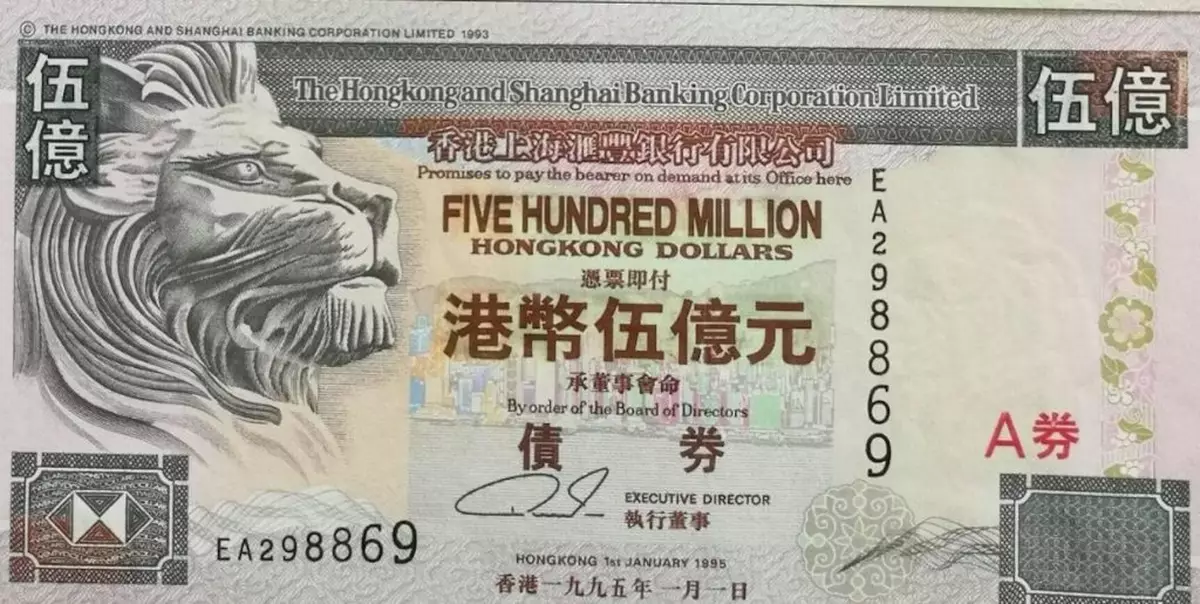 © THE HONGKONG AND SHANGHAI BANKING CORPORATION LIMITED 1993
伍億
The Hongkong and Shanghai Banking Corporation Limited
伍億
香港上海滙豐銀行有限公司
Promises to pay the bearer on demand at its Office here
FIVE HUNDRED MILLION
HONGKONG DOLLARS
憑票即付
港幣伍億元
承董事會命
By order of the Board of Directors
債券
EA298869
A券
EXECUTIVE DIRECTOR
執行董事
EA298869
HONGKONG 1st JANUARY 1995
香港一九九五年一月一日